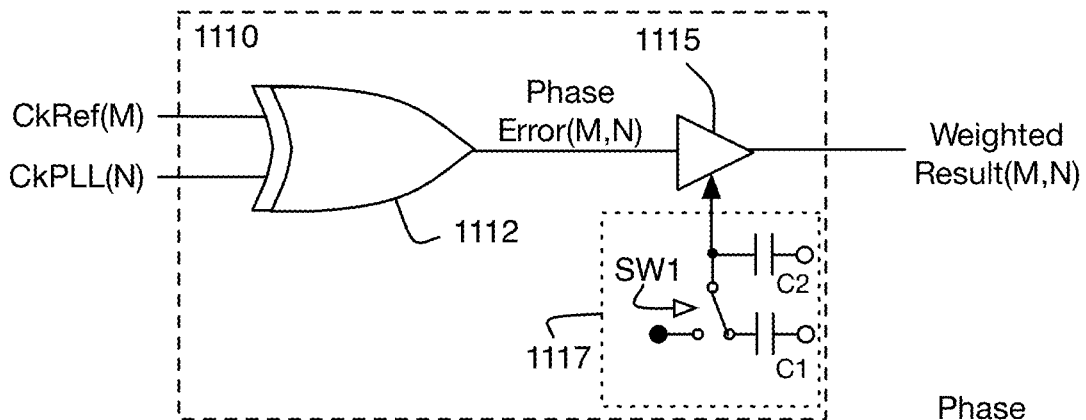 1110
1115
CkRef(M)
Phase
Error(M,N)
CkPLL(N)
Weighted
Result(M,N)
1112
SW1
C2
1117
C1
Phase